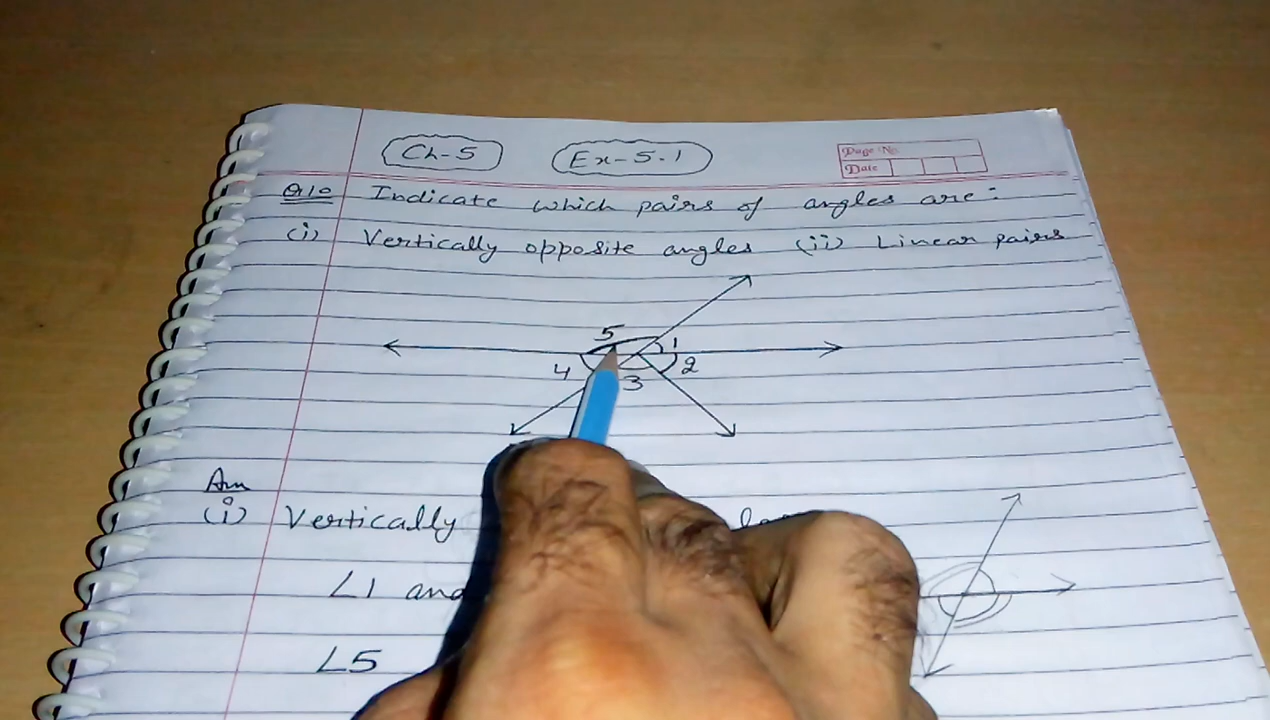 Ch-5 Ex-5.1
Page No.
Date
Q10 Indicate which pairs of angles are:
(i) Vertically opposite angles (ii) Linear pairs
5
1
4
3
2
Ans
(i) Vertically
∠1 and
∠5